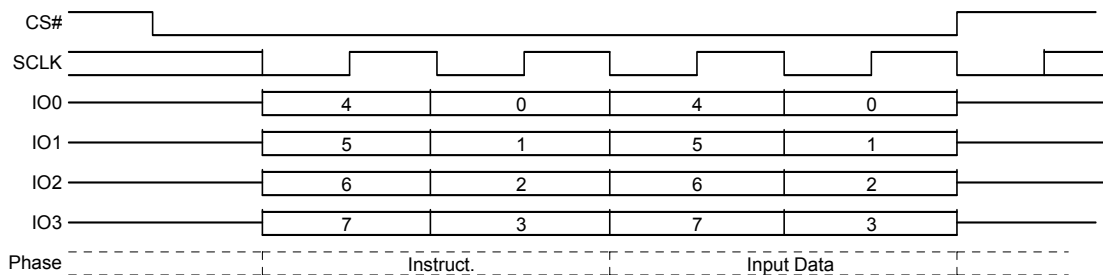 CS#
SCLK
IO0 4 0 4 0
IO1 5 1 5 1
IO2 6 2 6 2
IO3 7 3 7 3
Phase Instruct. Input Data